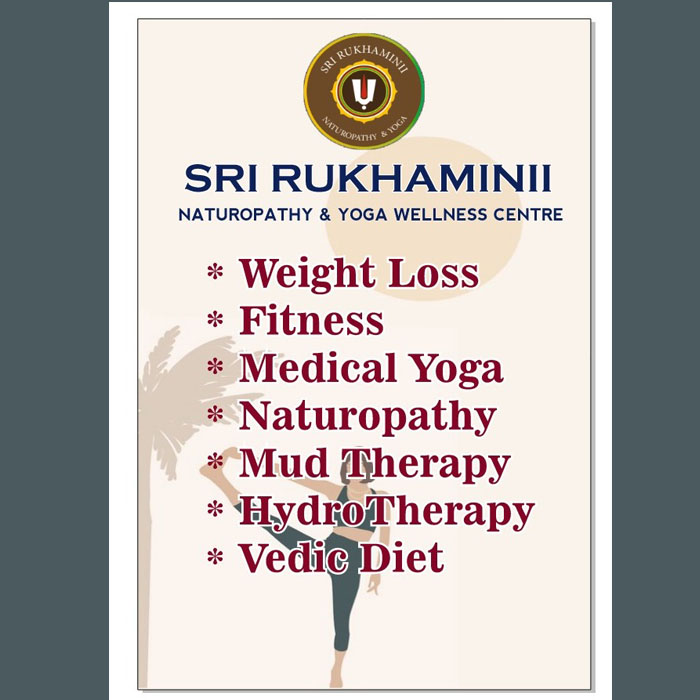 SRI RUKHAMINII
NATUROPATHY & YOGA
SRI RUKHAMINII
NATUROPATHY & YOGA WELLNESS CENTRE
* Weight Loss
* Fitness
* Medical Yoga
* Naturopathy
* Mud Therapy
* HydroTherapy
* Vedic Diet